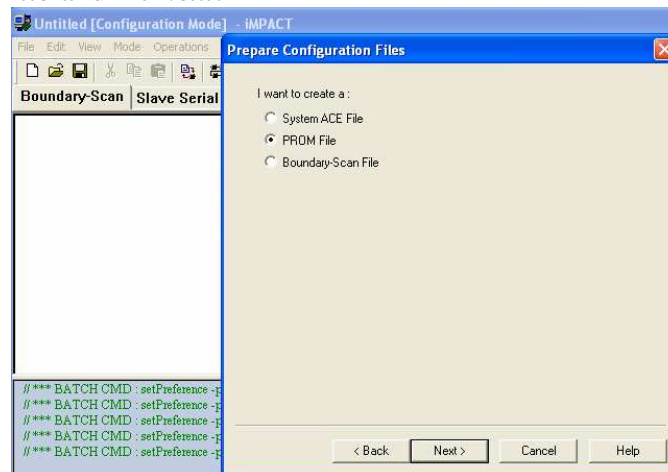 Untitled [Configuration Mode] - iMPACT
File Edit View Mode Operations
Prepare Configuration Files
Boundary-Scan Slave Serial
I want to create a :
System ACE File
PROM File
Boundary-Scan File
// *** BATCH CMD : setPreference -p
// *** BATCH CMD : setPreference -p
// *** BATCH CMD : setPreference -p
// *** BATCH CMD : setPreference -p
// *** BATCH CMD : setPreference -p
< Back Next > Cancel Help